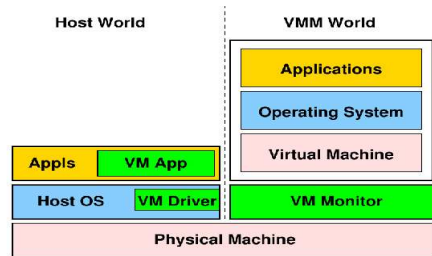 Host World
VMM World
Applications
Operating System
Virtual Machine
Appls
VM App
Host OS
VM Driver
VM Monitor
Physical Machine